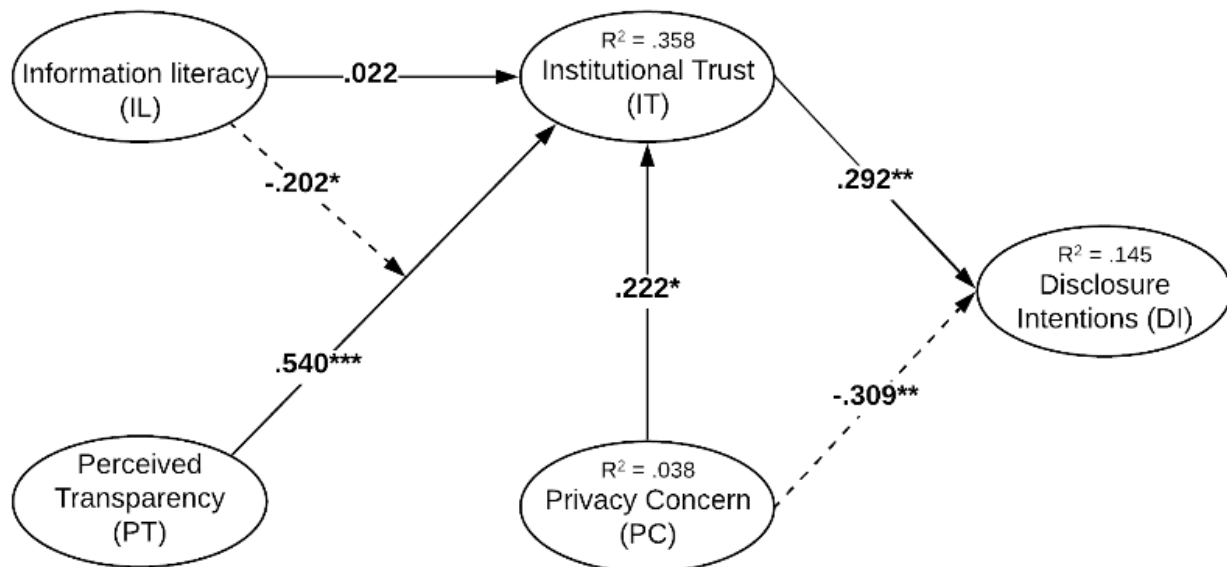 Information literacy
(IL)
.022
R² = .358
Institutional Trust
(IT)
-.202*
.292**
.540***
.222*
R² = .145
Disclosure
Intentions (DI)
-.309**
Perceived
Transparency
(PT)
R² = .038
Privacy Concern
(PC)